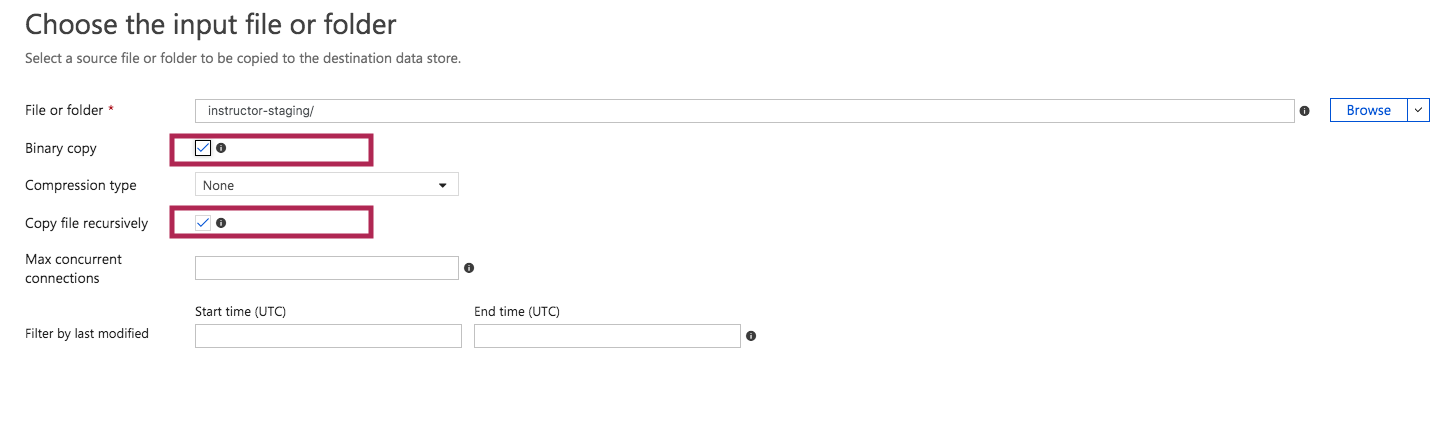 Choose the input file or folder
Select a source file or folder to be copied to the destination data store.
File or folder * instructor-staging/ Browse
Binary copy
Compression type None
Copy file recursively
Max concurrent
connections
Start time (UTC) End time (UTC)
Filter by last modified